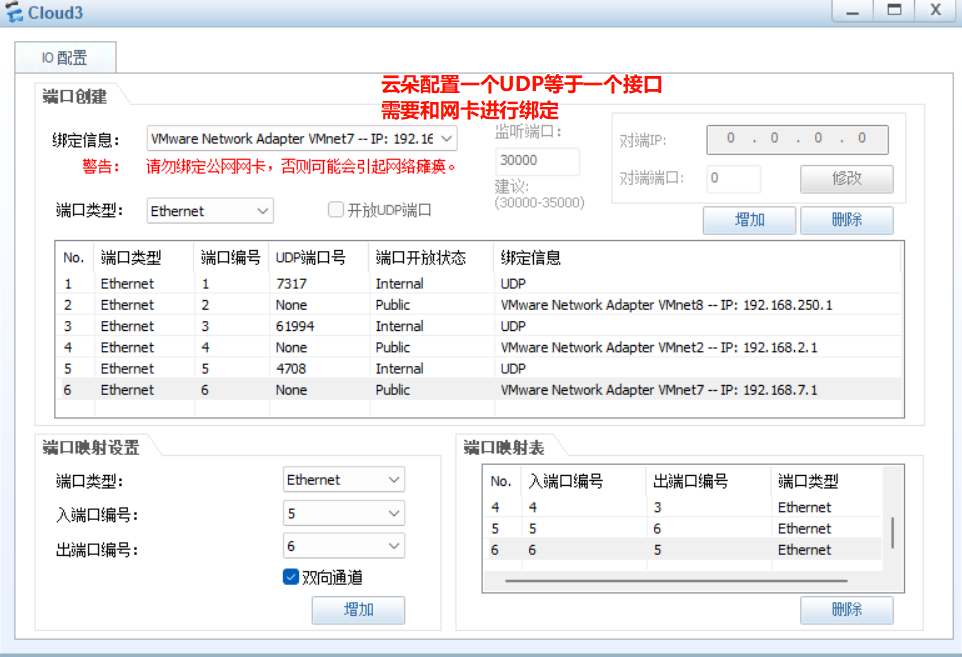 Cloud3
IO 配置
云朵配置一个UDP等于一个接口
需要和网卡进行绑定
端口创建
绑定信息： VMware Network Adapter VMnet7 -- IP: 192.16
警告： 请勿绑定公网网卡，否则可能会引起网络瘫痪。
端口类型： Ethernet 开放UDP端口
监听端口：
30000
建议:
(30000-35000)
对端IP: 0 . 0 . 0 . 0
对端端口: 0 修改
增加 删除
No. 端口类型 端口编号 UDP端口号 端口开放状态 绑定信息
1 Ethernet 1 7317 Internal UDP
2 Ethernet 2 None Public VMware Network Adapter VMnet8 -- IP: 192.168.250.1
3 Ethernet 3 61994 Internal UDP
4 Ethernet 4 None Public VMware Network Adapter VMnet2 -- IP: 192.168.2.1
5 Ethernet 5 4708 Internal UDP
6 Ethernet 6 None Public VMware Network Adapter VMnet7 -- IP: 192.168.7.1
端口映射设置
端口类型: Ethernet
入端口编号: 5
出端口编号: 6
双向通道
增加
端口映射表
No. 入端口编号 出端口编号 端口类型
4 4 3 Ethernet
5 5 6 Ethernet
6 6 5 Ethernet
删除